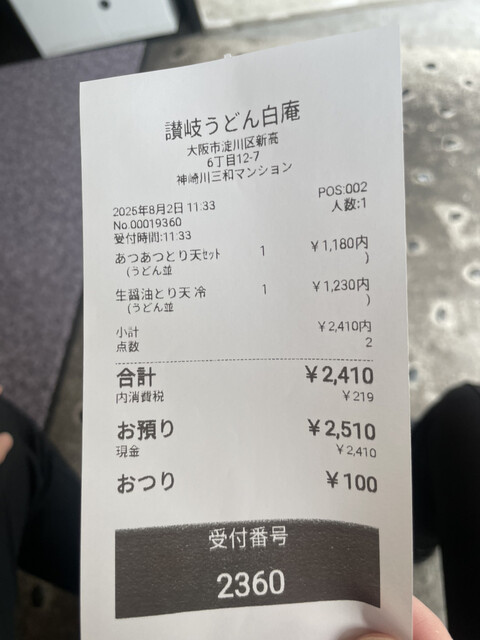 讃岐うどん白庵
大阪市淀川区新高
6丁目12-7
神崎川三和マンション
POS:002
2025年8月2日 11:33 人数:1
No.00019360
受付時間:11:33
あつあつとり天ｾｯﾄ 1 ￥1,180内
(うどん並 )
生醤油とり天 冷 1 ￥1,230内
(うどん並 )
小計 ￥2,410内
点数 2
合計 ￥2,410
内消費税 ￥219
お預り ￥2,510
現金 ￥2,410
おつり ￥100
受付番号
2360